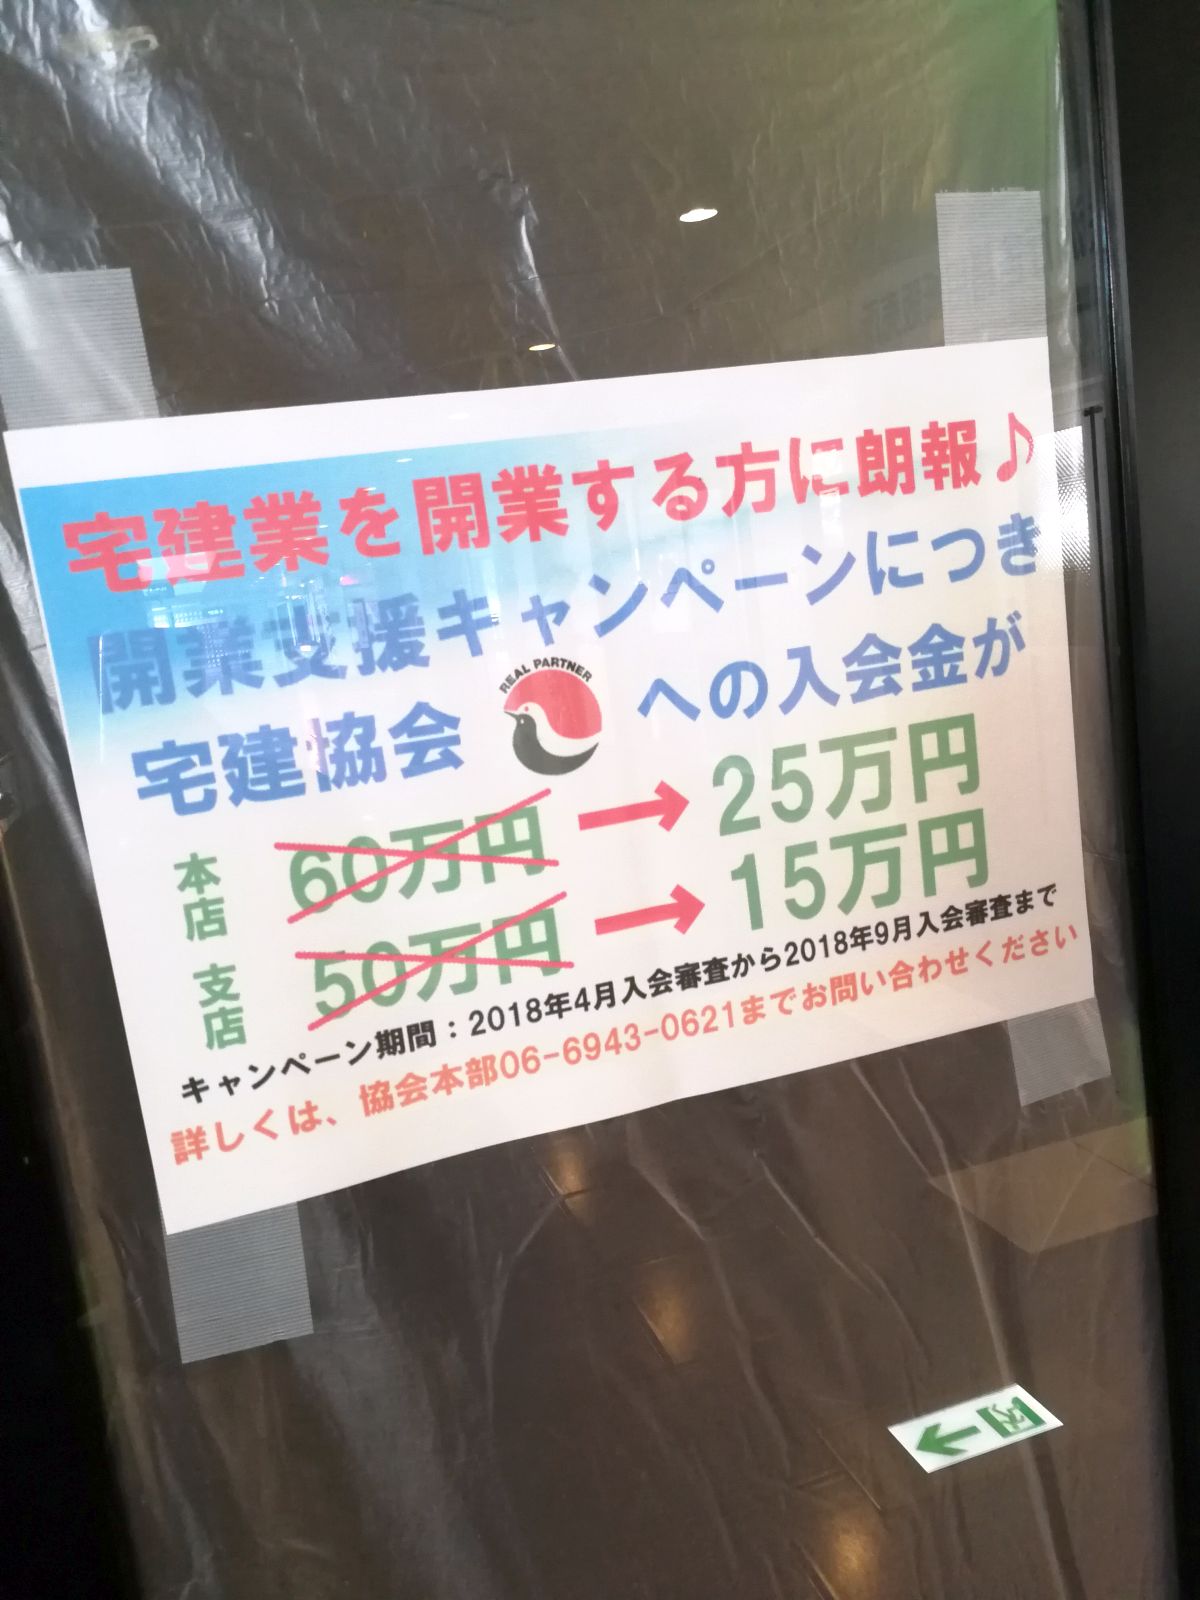 宅建業を開業する方に朗報♪
開業支援キャンペーンにつき
宅建協会 REAL PARTNER への入会金が
本店 60万円 → 25万円
支店 50万円 → 15万円
キャンペーン期間：2018年4月入会審査から2018年9月入会審査まで
詳しくは、協会本部06-6943-0621までお問い合わせください